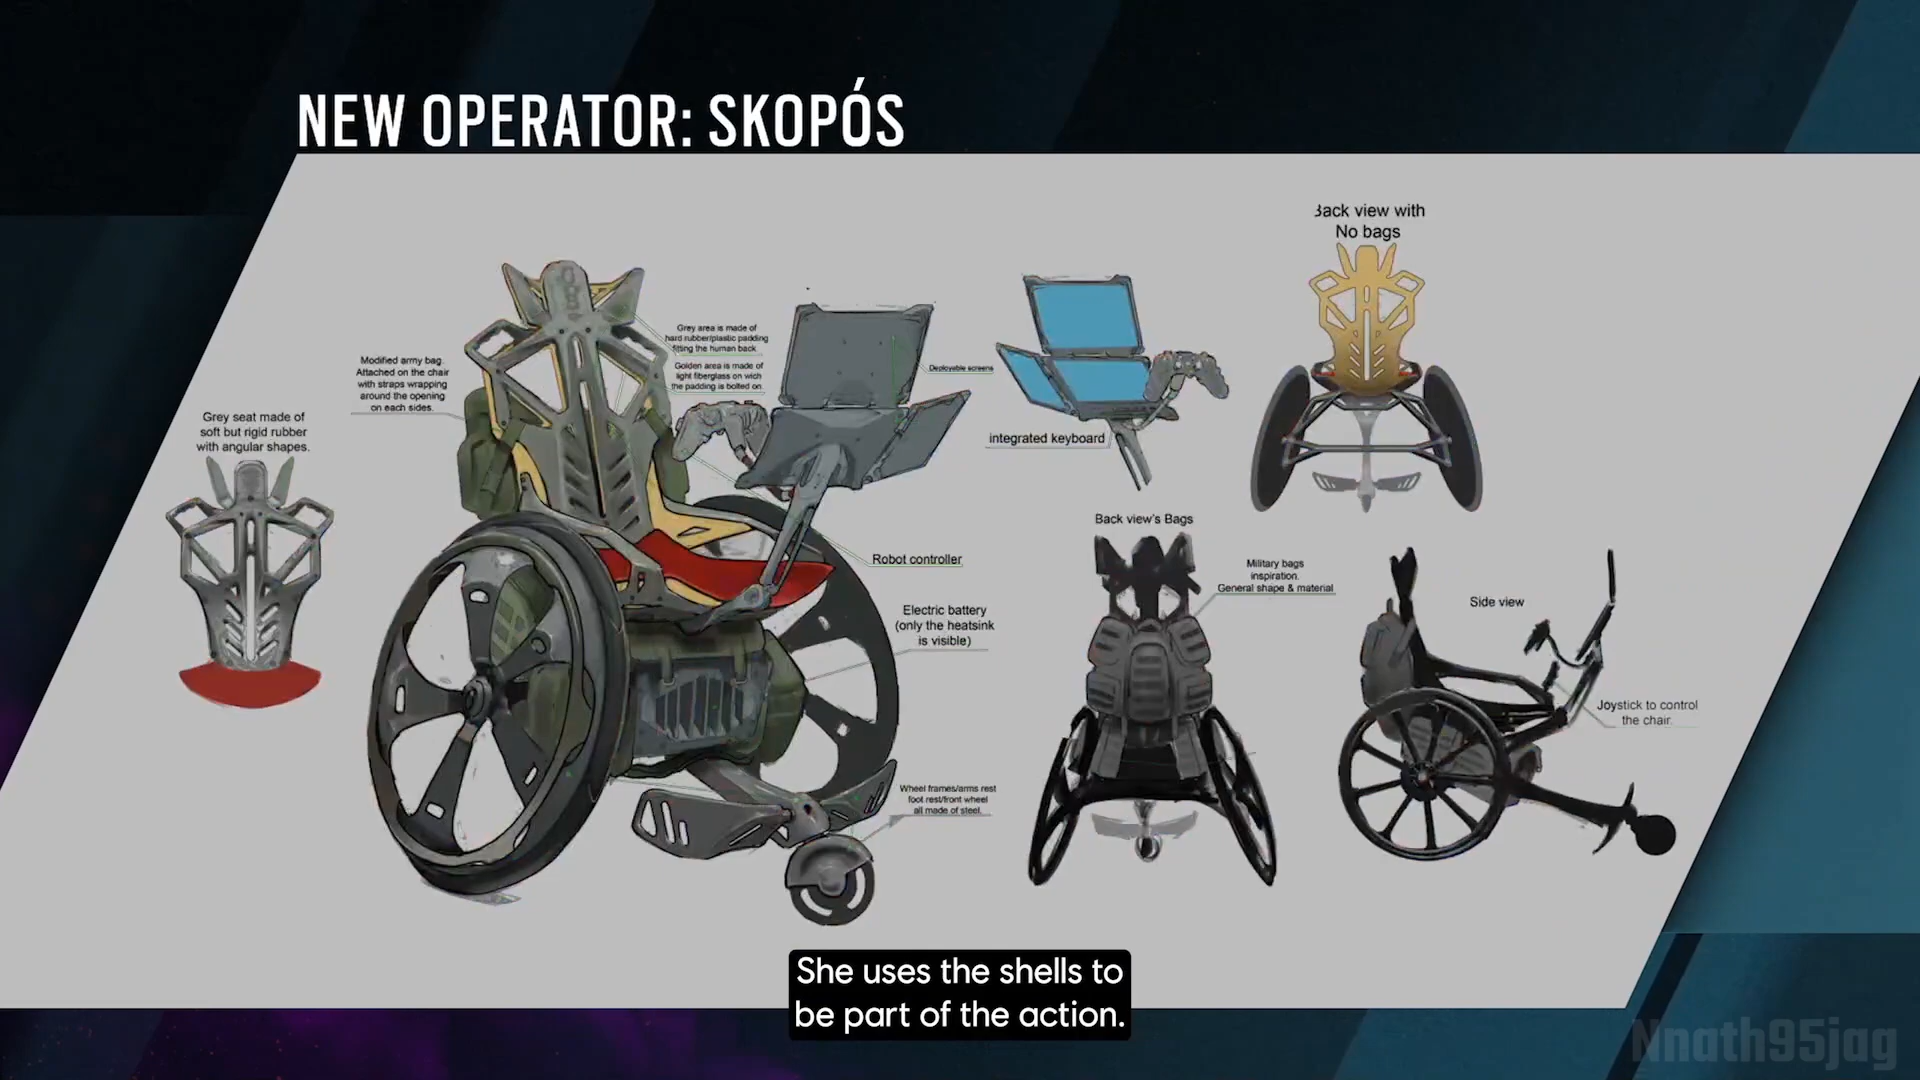 NEW OPERATOR: SKOPÓS
Back view with
No bags
Grey area is made of
hard rubber/plastic padding
fitting the human back.
Golden area is made of
light fiberglass on wich
the padding is bolted on.
Modified army bag.
Attached on the chair
with straps wrapping
around the opening
on each sides.
Deployable screens
Grey seat made of
soft but rigid rubber
with angular shapes.
integrated keyboard
Back view's Bags
Robot controller
Military bags
inspiration.
General shape & material
Side view
Electric battery
(only the heatsink
is visible)
Joystick to control
the chair.
Wheel frames/arms rest
foot rest/front wheel
all made of steel.
She uses the shells to
be part of the action.
Nnath95jag